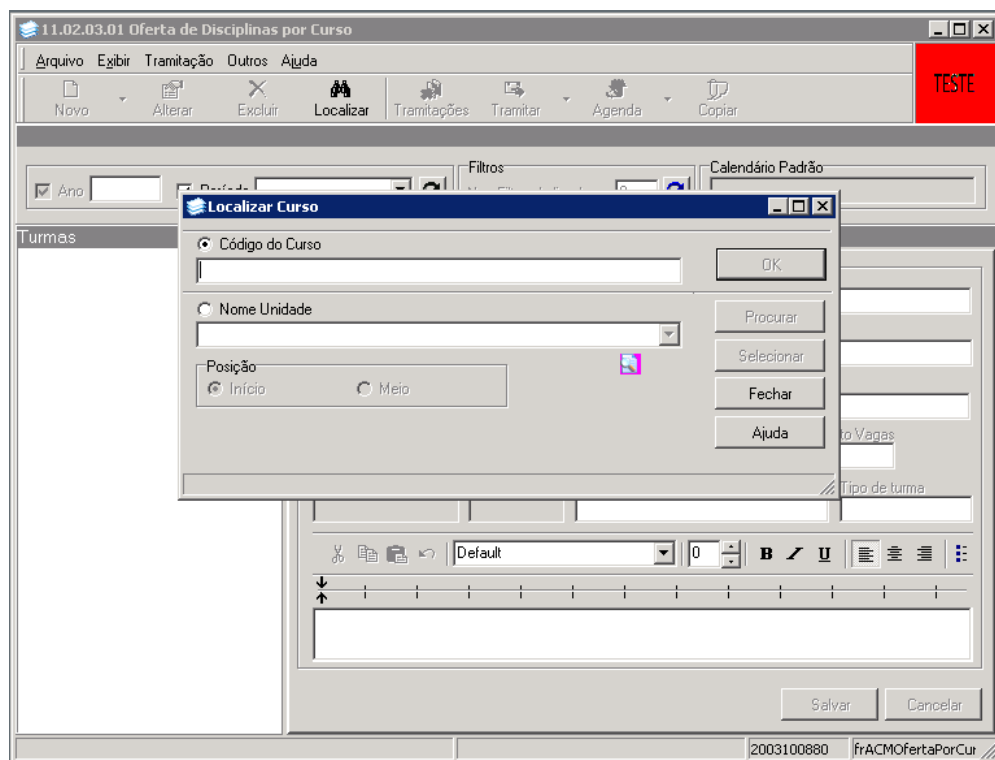 11.02.03.01 Oferta de Disciplinas por Curso
Arquivo Exibir Tramitação Outros Ajuda
Novo Alterar Excluir Localizar Tramitações Tramitar Agenda Copiar
TESTE
Filtros
Calendário Padrão
Ano
Período
Localizar Curso
Turmas
Código do Curso
OK
Nome Unidade
Procurar
Selecionar
Posição
Início Meio
Fechar
Ajuda
to Vagas
Tipo de turma
Default
0
B I U
Salvar Cancelar
2003100880 frACMOfertaPorCur